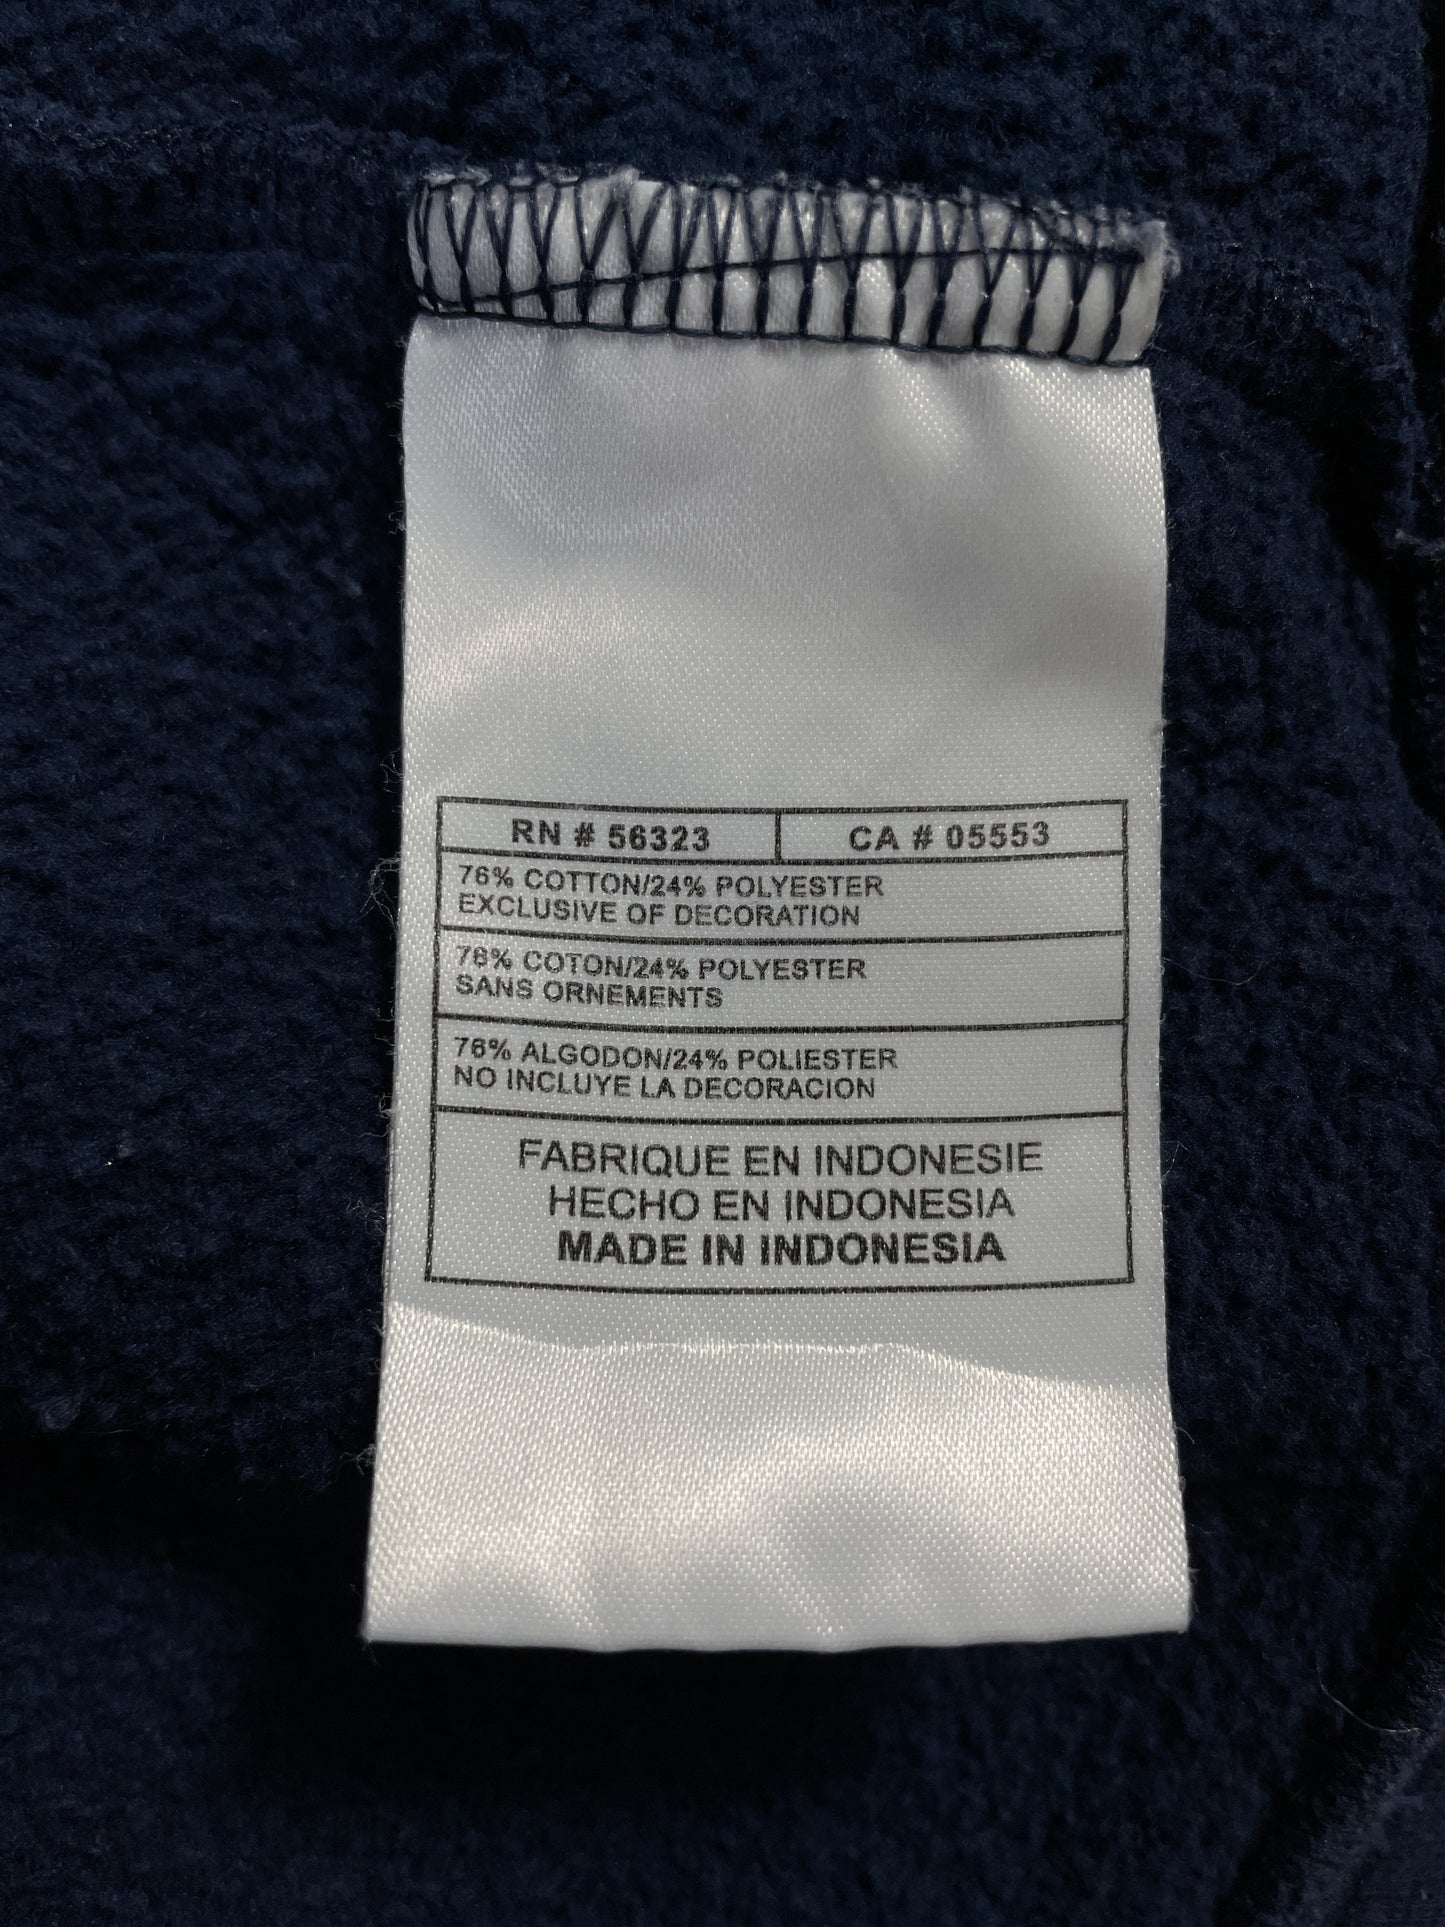 RN # 56323 CA # 05553
76% COTTON/24% POLYESTER
EXCLUSIVE OF DECORATION
76% COTON/24% POLYESTER
SANS ORNEMENTS
76% ALGODON/24% POLIESTER
NO INCLUYE LA DECORACION
FABRIQUE EN INDONESIE
HECHO EN INDONESIA
MADE IN INDONESIA